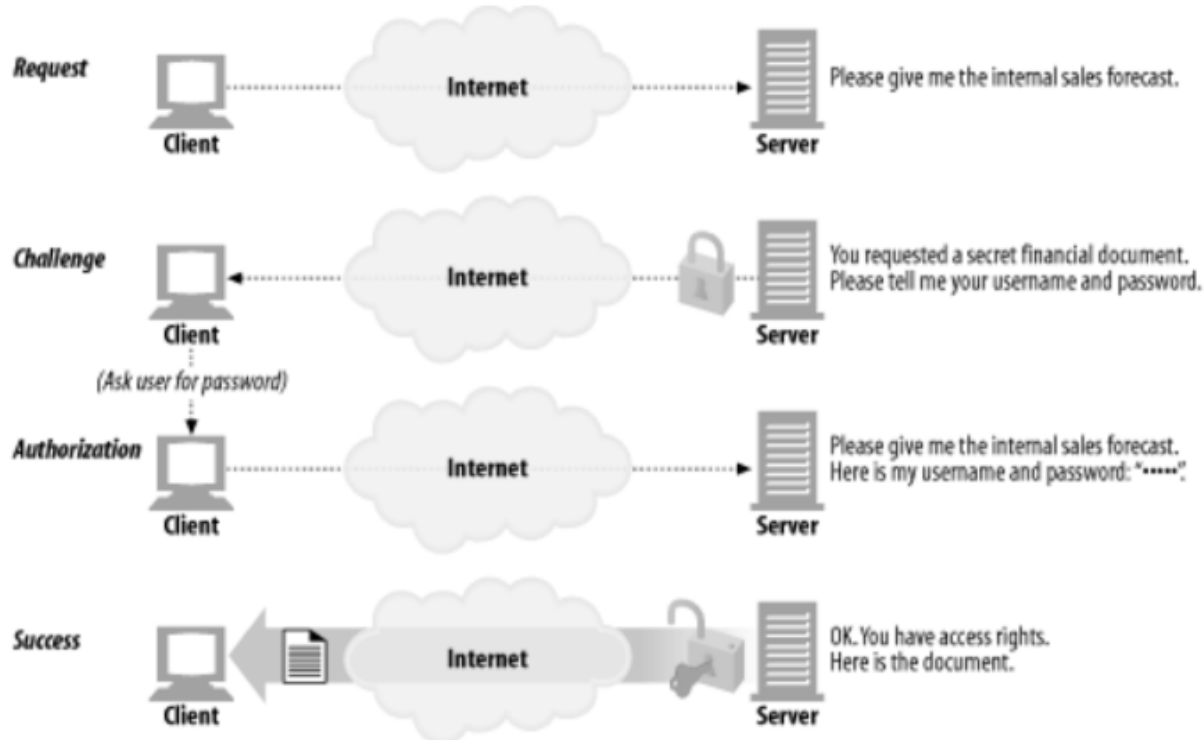 Request
Internet
Please give me the internal sales forecast.
Client
Server
Challenge
Internet
You requested a secret financial document.
Please tell me your username and password.
Client
Server
(Ask user for password)
Authorization
Internet
Please give me the internal sales forecast.
Here is my username and password: “•••••”.
Client
Server
Success
Internet
OK. You have access rights.
Here is the document.
Client
Server